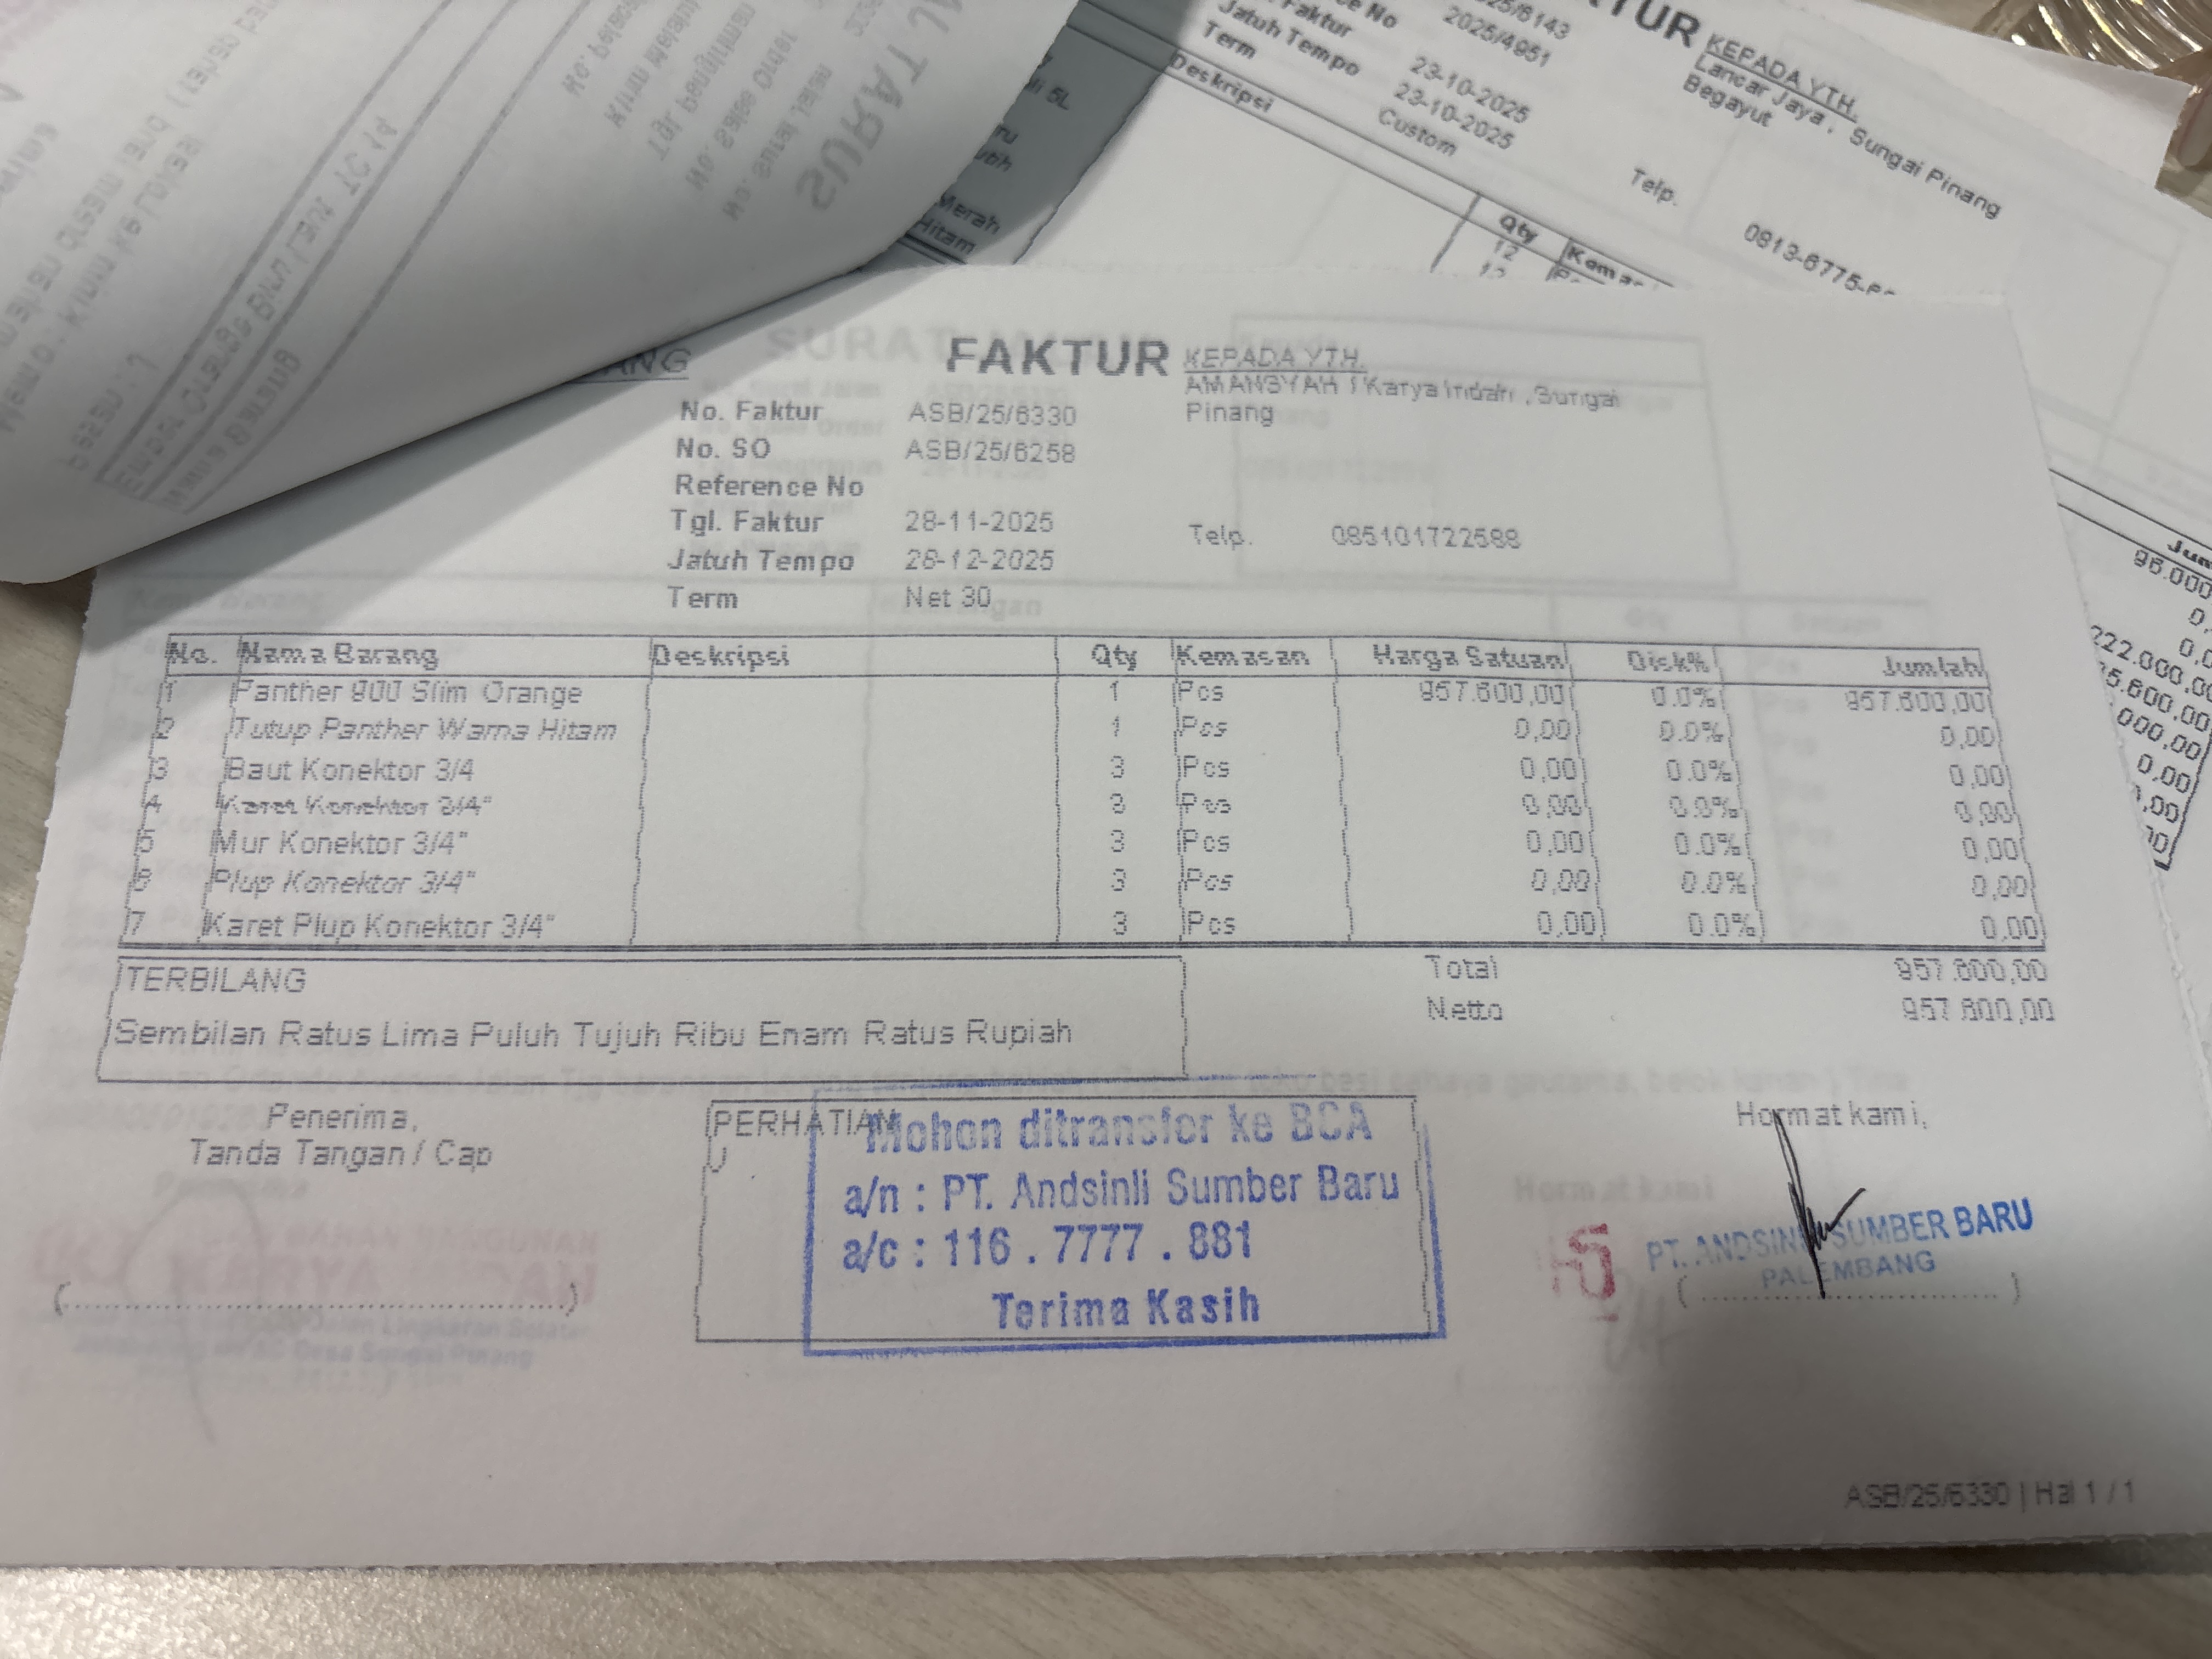 2025/4951
Jatuh Tempo
23-10-2025
Term
23-10-2025
Custom
Deskripsi
Qty
12
KEPADA YTH.
Lancar Jaya , Sungai Pinang
Begayut
Telp.
Merah
Hitam
FAKTUR
KEPADA YTH.
AMANSYAH / Karya Indah , Sungai
Pinang
No. Faktur ASB/25/6330
No. SO ASB/25/6258
Reference No
Tgl. Faktur 28-11-2025
Telp. 085101722588
Jatuh Tempo 28-12-2025
Term Net 30
No. Nama Barang Deskripsi Qty Kemasan Harga Satuan Disk% Jumlah
1 Panther 900 Slim Orange 1 Pcs 957.600,00 0.0% 957.600,00
2 Tutup Panther Warna Hitam 1 Pcs 0,00 0.0% 0,00
3 Baut Konektor 3/4 3 Pcs 0,00 0.0% 0,00
4 Karet Konektor 3/4" 3 Pcs 0,00 0.0% 0,00
5 Mur Konektor 3/4" 3 Pcs 0,00 0.0% 0,00
6 Plup Konektor 3/4" 3 Pcs 0,00 0.0% 0,00
7 Karet Plup Konektor 3/4" 3 Pcs 0,00 0.0% 0,00
TERBILANG
Sembilan Ratus Lima Puluh Tujuh Ribu Enam Ratus Rupiah
Total 957.600,00
Netto 957.600,00
Penerima,
Tanda Tangan / Cap
PERHATIAN
Mohon ditransfer ke BCA
a/n : PT. Andsinli Sumber Baru
a/c : 116 . 7777 . 881
Terima Kasih
Hormat kami,
PT. ANDSINLI SUMBER BARU
PALEMBANG
ASB/25/6330 | Hal 1 / 1